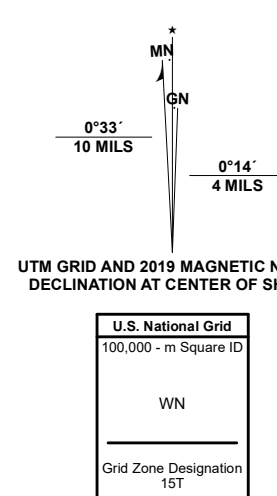 MN
GN
0°33´
10 MILS
0°14´
4 MILS
UTM GRID AND 2019 MAGNETIC
DECLINATION AT CENTER OF
U.S. National Grid
100,000 - m Square ID
WN
Grid Zone Designation
15T